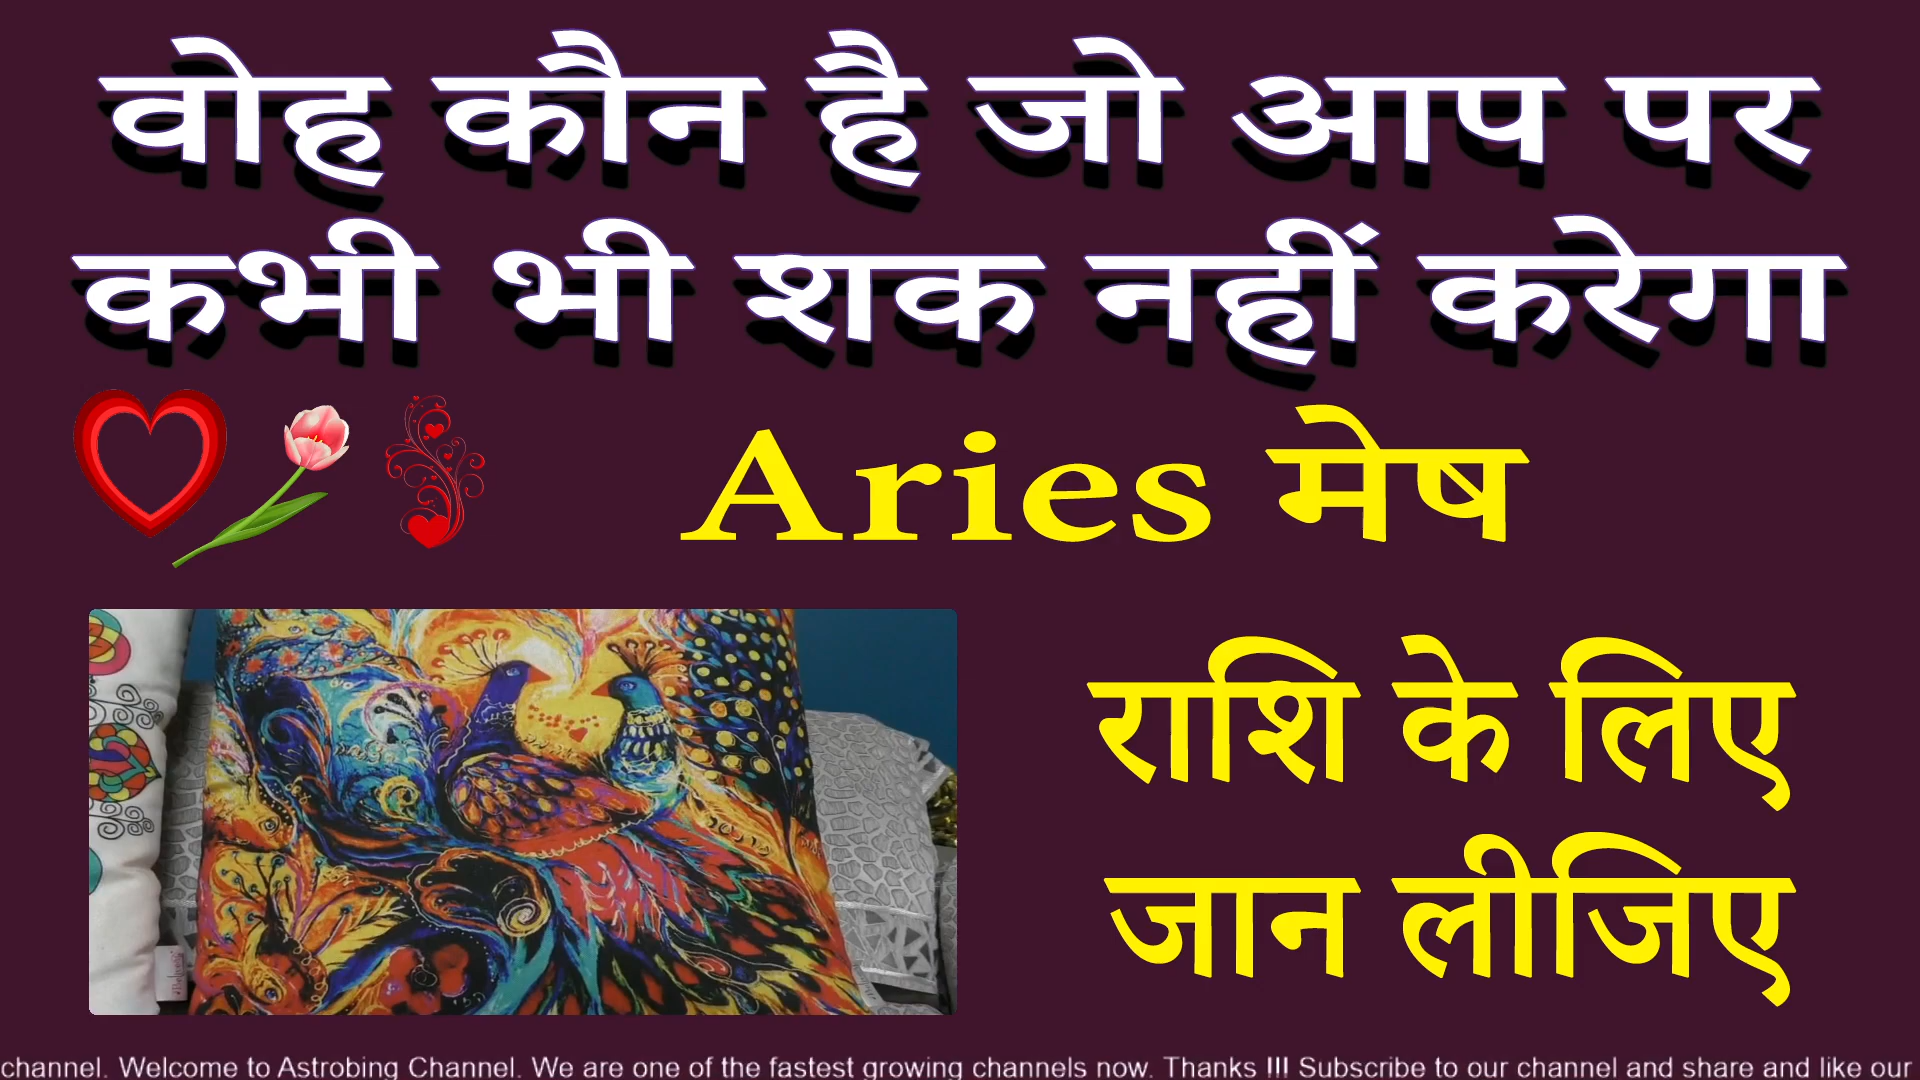 वोह कौन है जो आप पर
कभी भी शक नहीं करेगा
Aries मेष
राशि के लिए
जान लीजिए
channel. Welcome to Astrobing Channel. We are one of the fastest growing channels now. Thanks !!! Subscribe to our channel and share and like our